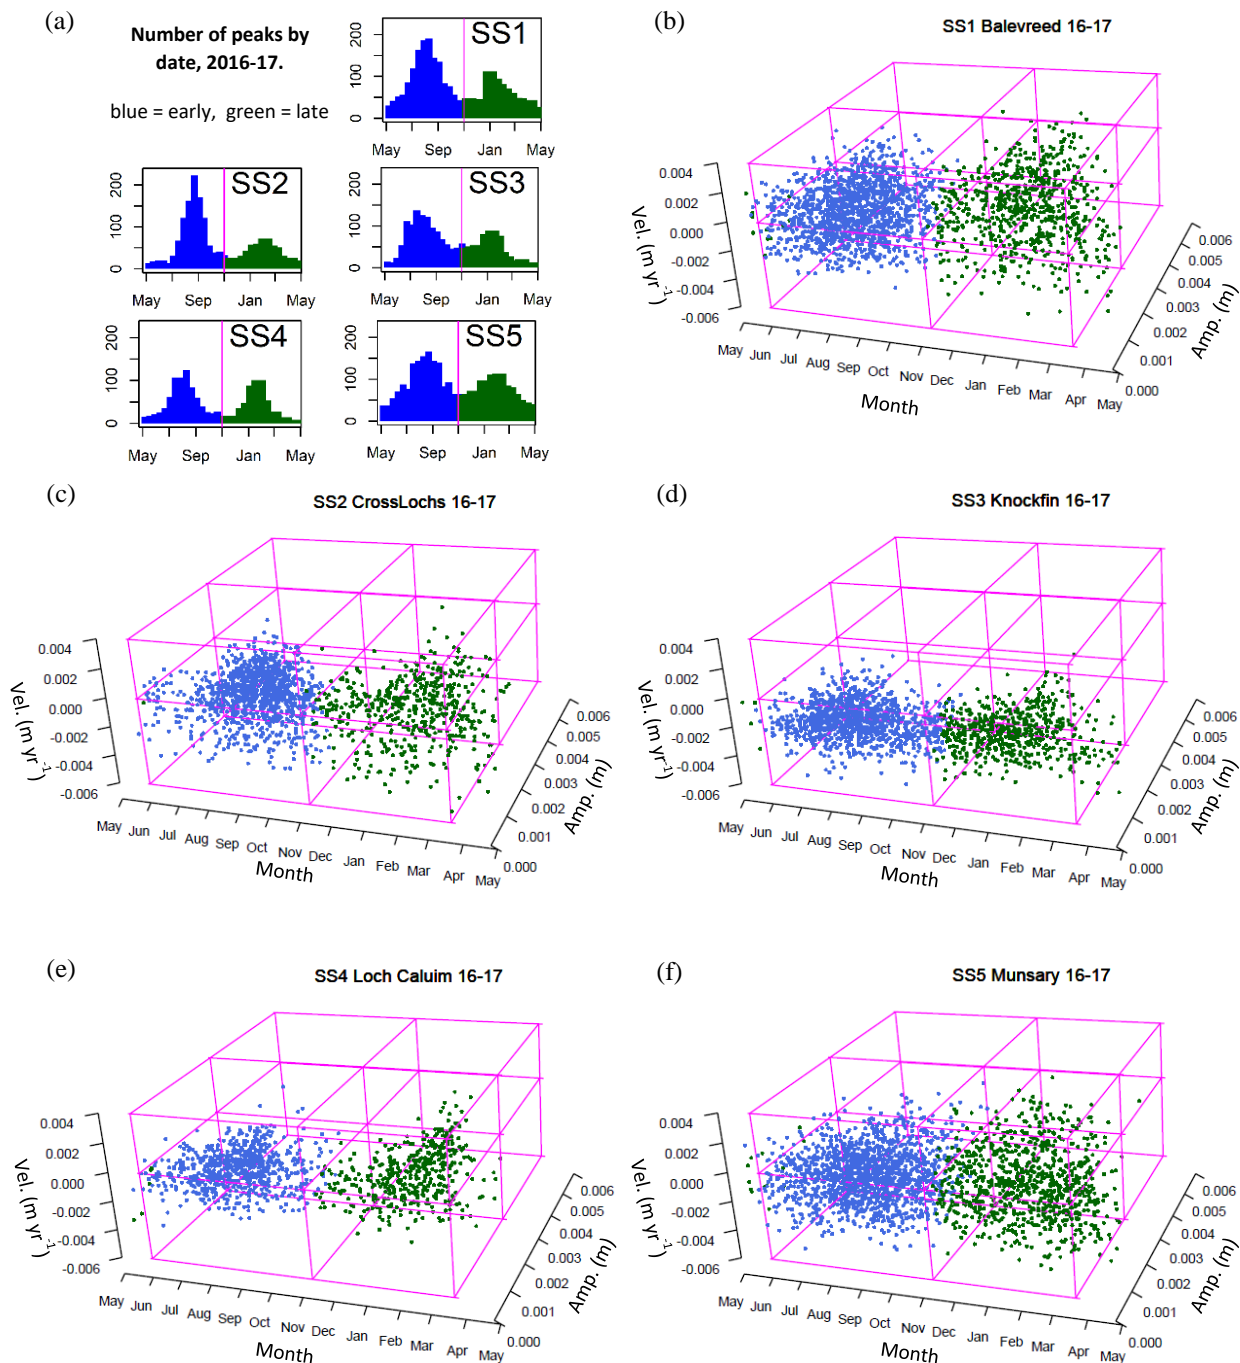 (a)
Number of peaks by
date, 2016-17.
blue = early, green = late
SS1
200
100
0
May Sep Jan May
SS2
200
100
0
May Sep Jan May
SS3
200
100
0
May Sep Jan May
SS4
200
100
0
May Sep Jan May
SS5
200
100
0
May Sep Jan May
(b)
SS1 Balevreed 16-17
0.004
0.002
0.000
-0.002
-0.004
-0.006
Vel. (m yr⁻¹)
May Jun Jul Aug Sep Oct Nov Dec Jan Feb Mar Apr May
Month
0.006
0.005
0.004
0.003
0.002
0.001
0.000
Amp. (m)
(c)
SS2 CrossLochs 16-17
0.004
0.002
0.000
-0.002
-0.004
-0.006
Vel. (m yr⁻¹)
May Jun Jul Aug Sep Oct Nov Dec Jan Feb Mar Apr May
Month
0.006
0.005
0.004
0.003
0.002
0.001
0.000
Amp. (m)
(d)
SS3 Knockfin 16-17
0.004
0.002
0.000
-0.002
-0.004
-0.006
Vel. (m yr⁻¹)
May Jun Jul Aug Sep Oct Nov Dec Jan Feb Mar Apr May
Month
0.006
0.005
0.004
0.003
0.002
0.001
0.000
Amp. (m)
(e)
SS4 Loch Caluim 16-17
0.004
0.002
0.000
-0.002
-0.004
-0.006
Vel. (m yr⁻¹)
May Jun Jul Aug Sep Oct Nov Dec Jan Feb Mar Apr May
Month
0.006
0.005
0.004
0.003
0.002
0.001
0.000
Amp. (m)
(f)
SS5 Munsary 16-17
0.004
0.002
0.000
-0.002
-0.004
-0.006
Vel. (m yr⁻¹)
May Jun Jul Aug Sep Oct Nov Dec Jan Feb Mar Apr May
Month
0.006
0.005
0.004
0.003
0.002
0.001
0.000
Amp. (m)